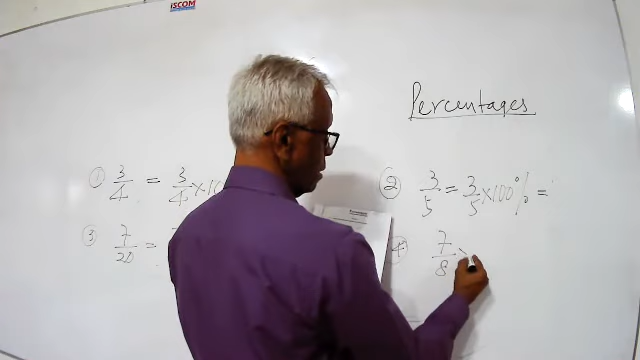 iSCOM
Percentages
① 3/4 = 3/4 × 10
② 3/5 = 3/5 × 100% =
③ 7/20 =
④ 7/8 ×